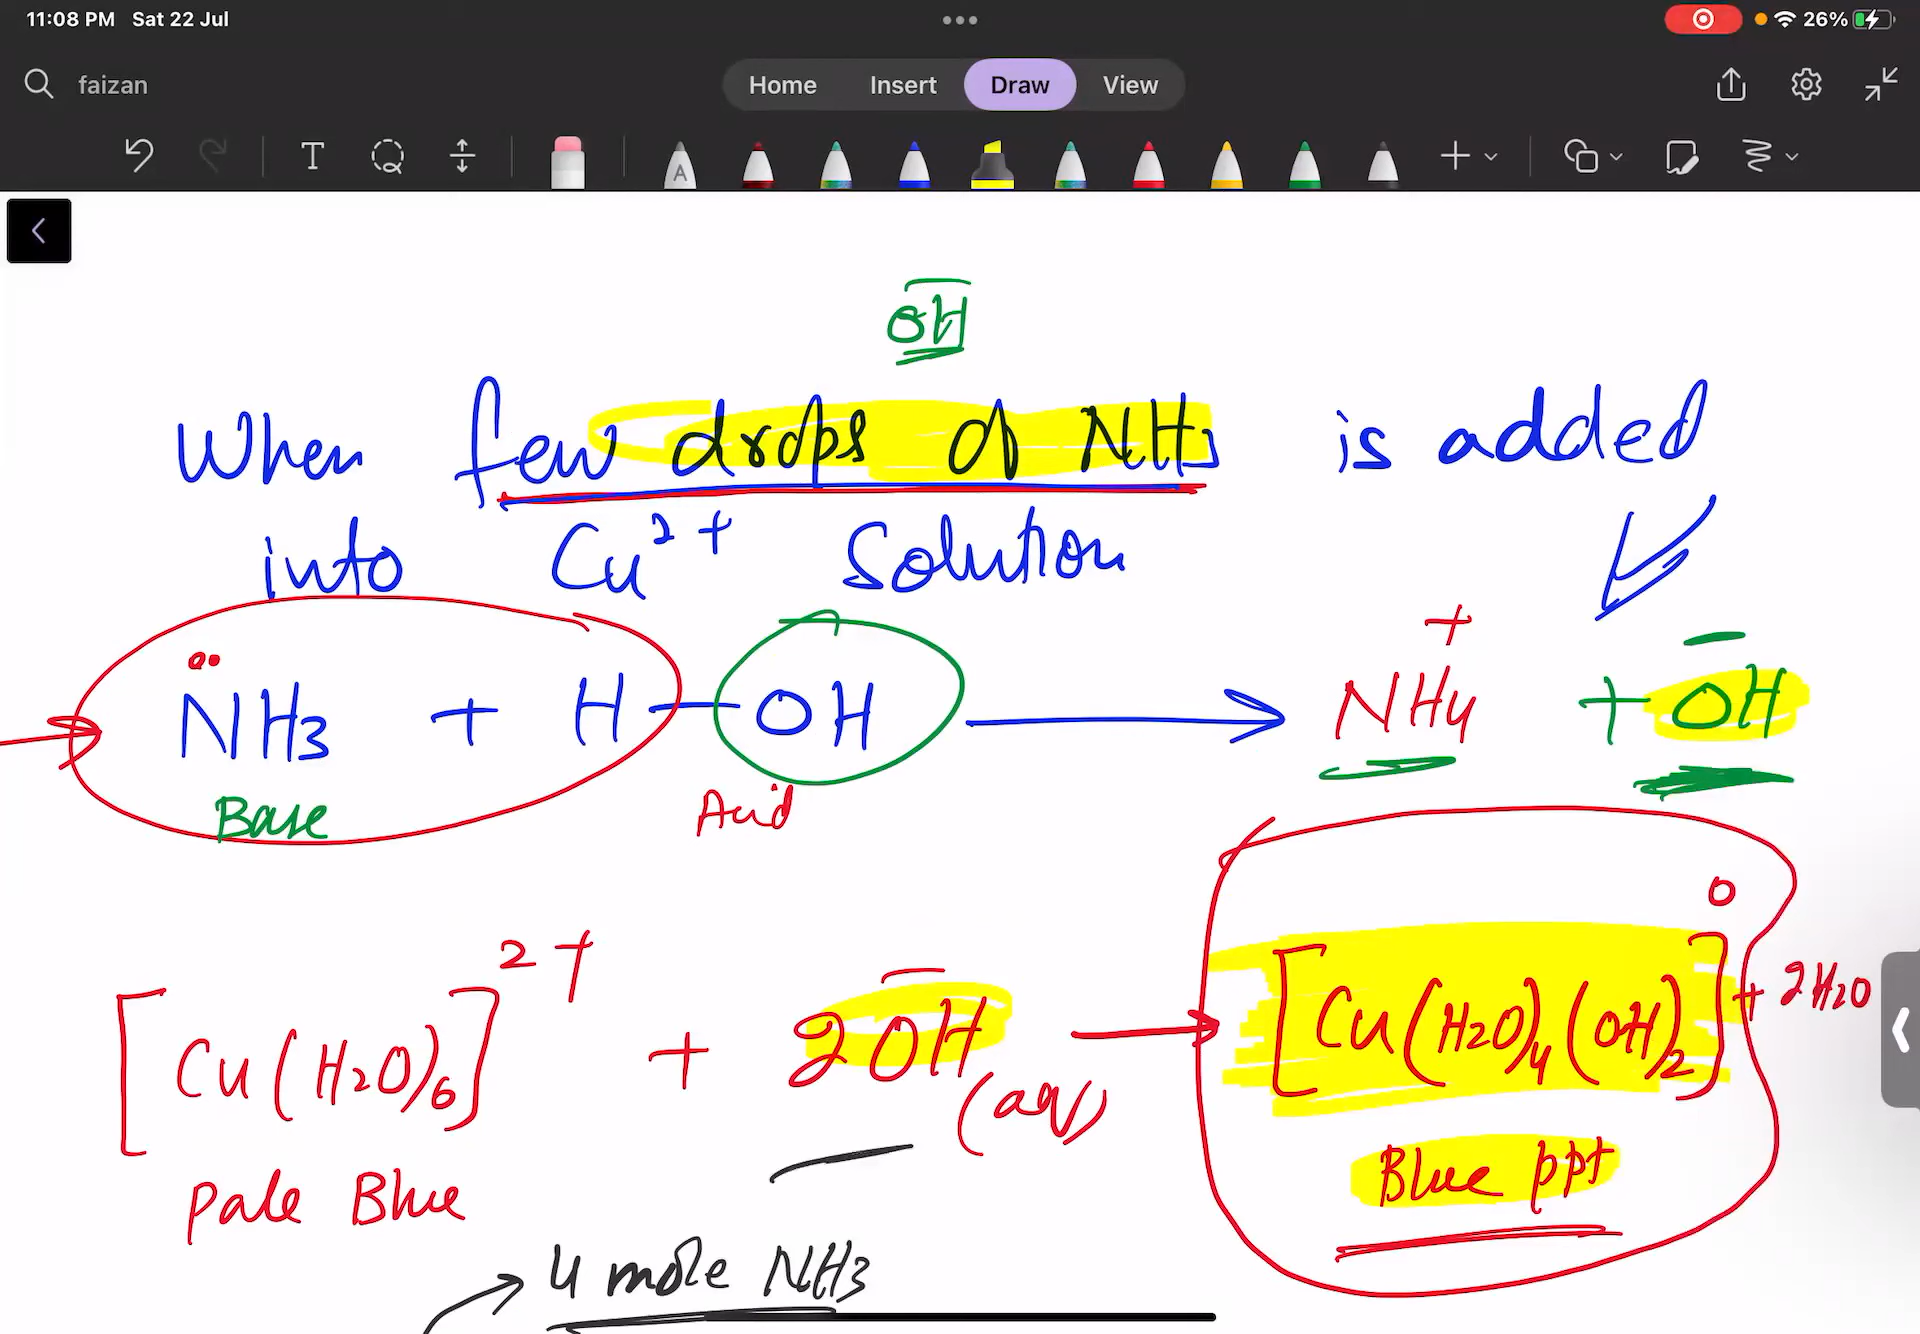 11:08 PM Sat 22 Jul
26%
faizan
Home Insert Draw View
T
A
OH⁻
When few drops of NH3 is added
into Cu²⁺ Solution
NH3 + H—OH → NH4⁺ + OH⁻
Base Acid
[Cu(H2O)6]²⁺ + 2OH⁻(aq) → [Cu(H2O)4(OH)2]⁰ + 2H2O
Pale Blue Blue ppt
4 mole NH3